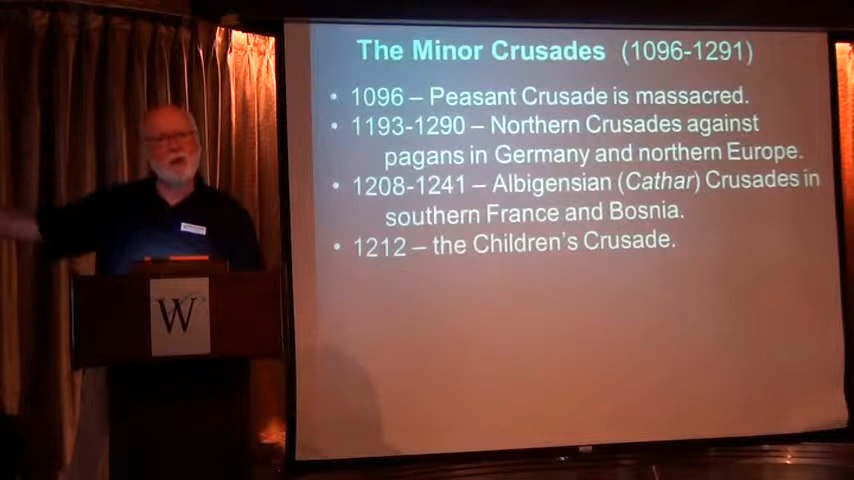 The Minor Crusades (1096-1291)
• 1096 – Peasant Crusade is massacred.
• 1193-1290 – Northern Crusades against
pagans in Germany and northern Europe.
• 1208-1241 – Albigensian (Cathar) Crusades in
southern France and Bosnia.
• 1212 – the Children's Crusade.
W